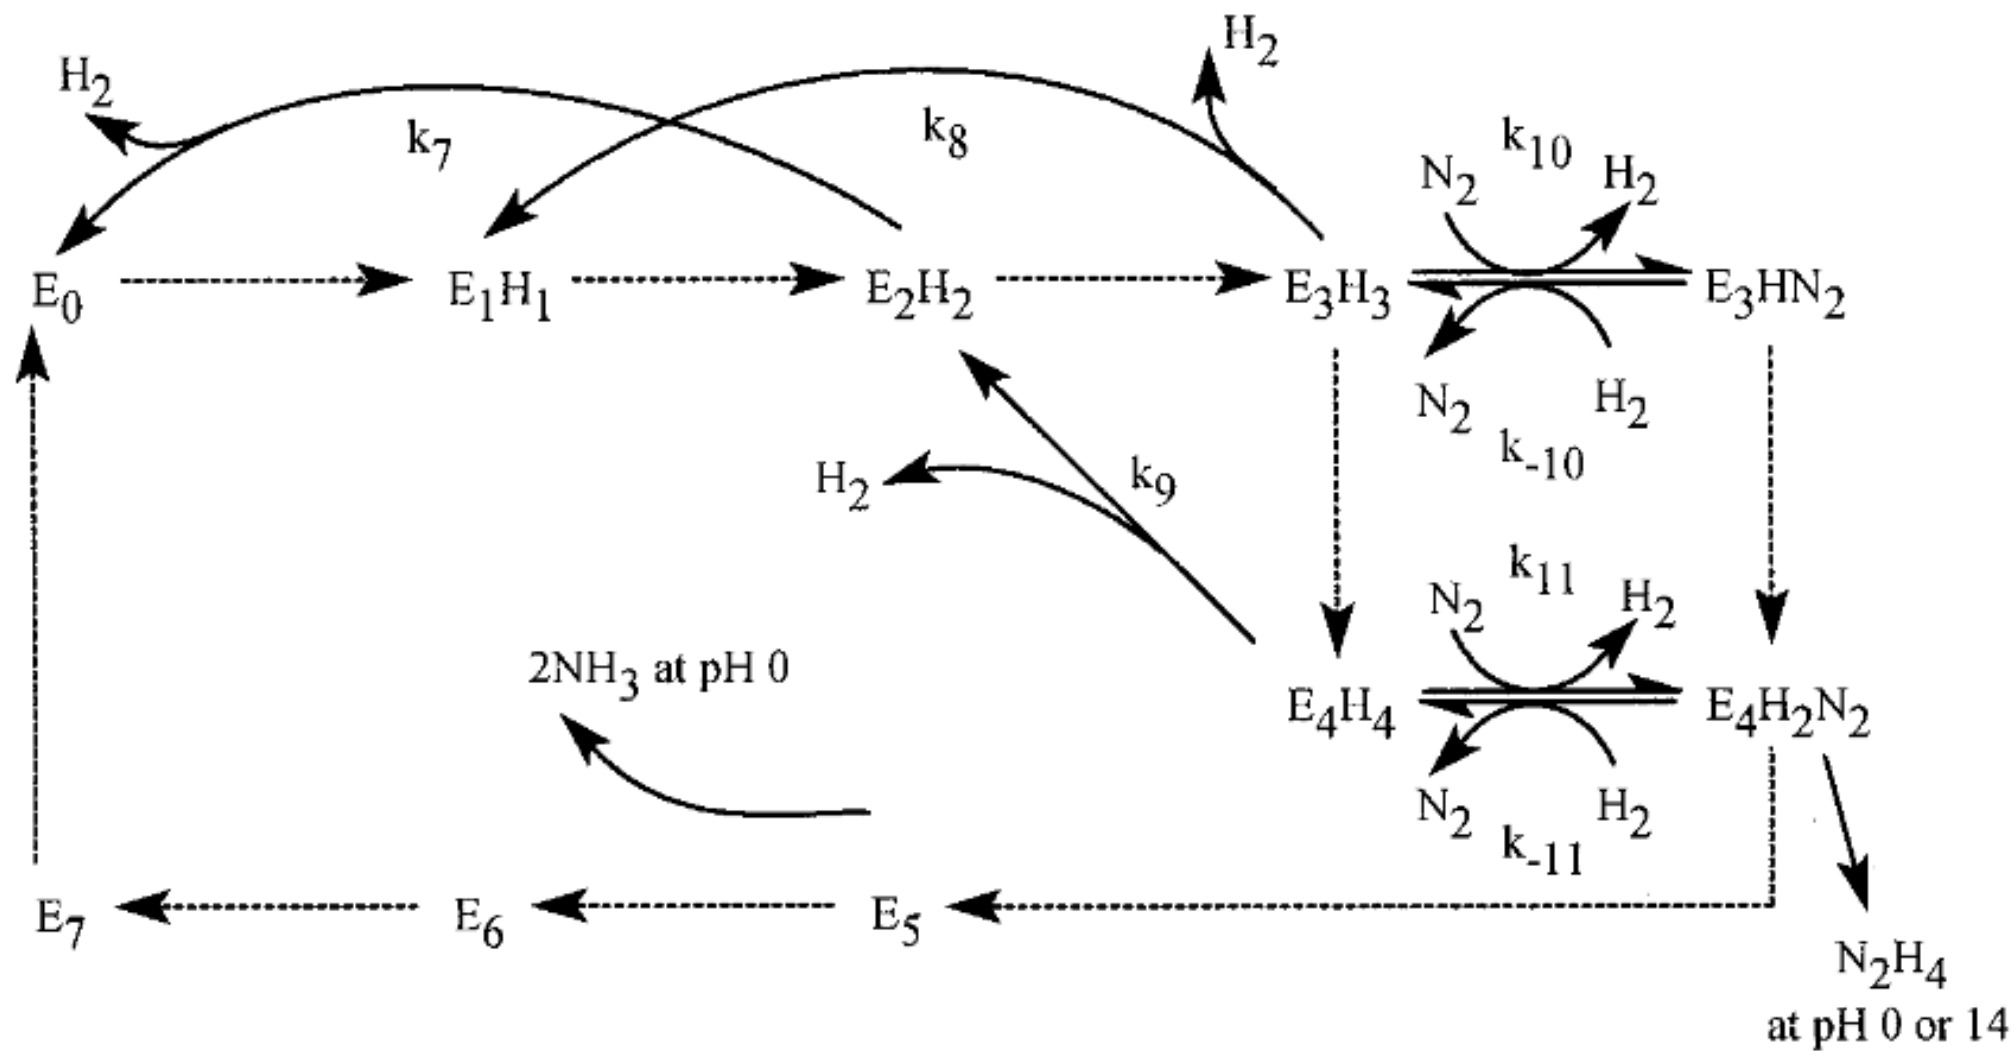 H₂
H₂
k₇
k₈
k₁₀
N₂
H₂
E₀
E₁H₁
E₂H₂
E₃H₃
E₃HN₂
N₂
H₂
k₋₁₀
H₂
k₉
k₁₁
N₂
H₂
2NH₃ at pH 0
E₄H₄
E₄H₂N₂
N₂
H₂
k₋₁₁
E₇
E₆
E₅
N₂H₄
at pH 0 or 14